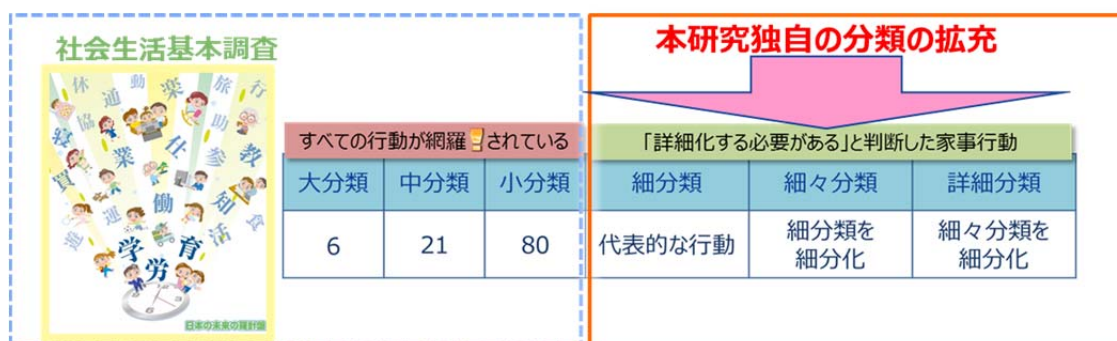 社会生活基本調査
本研究独自の分類の拡充
すべての行動が網羅❢されている
「詳細化する必要がある」と判断した家事行動
大分類 中分類 小分類 細分類 細々分類 詳細分類
6 21 80 代表的な行動 細分類を 細々分類を
細分化 細分化
休 通 動 楽 旅 行
協 助
業 仕 参 教
買
運 働 知 食
遊 活
学 育
労
日本の未来の羅針盤